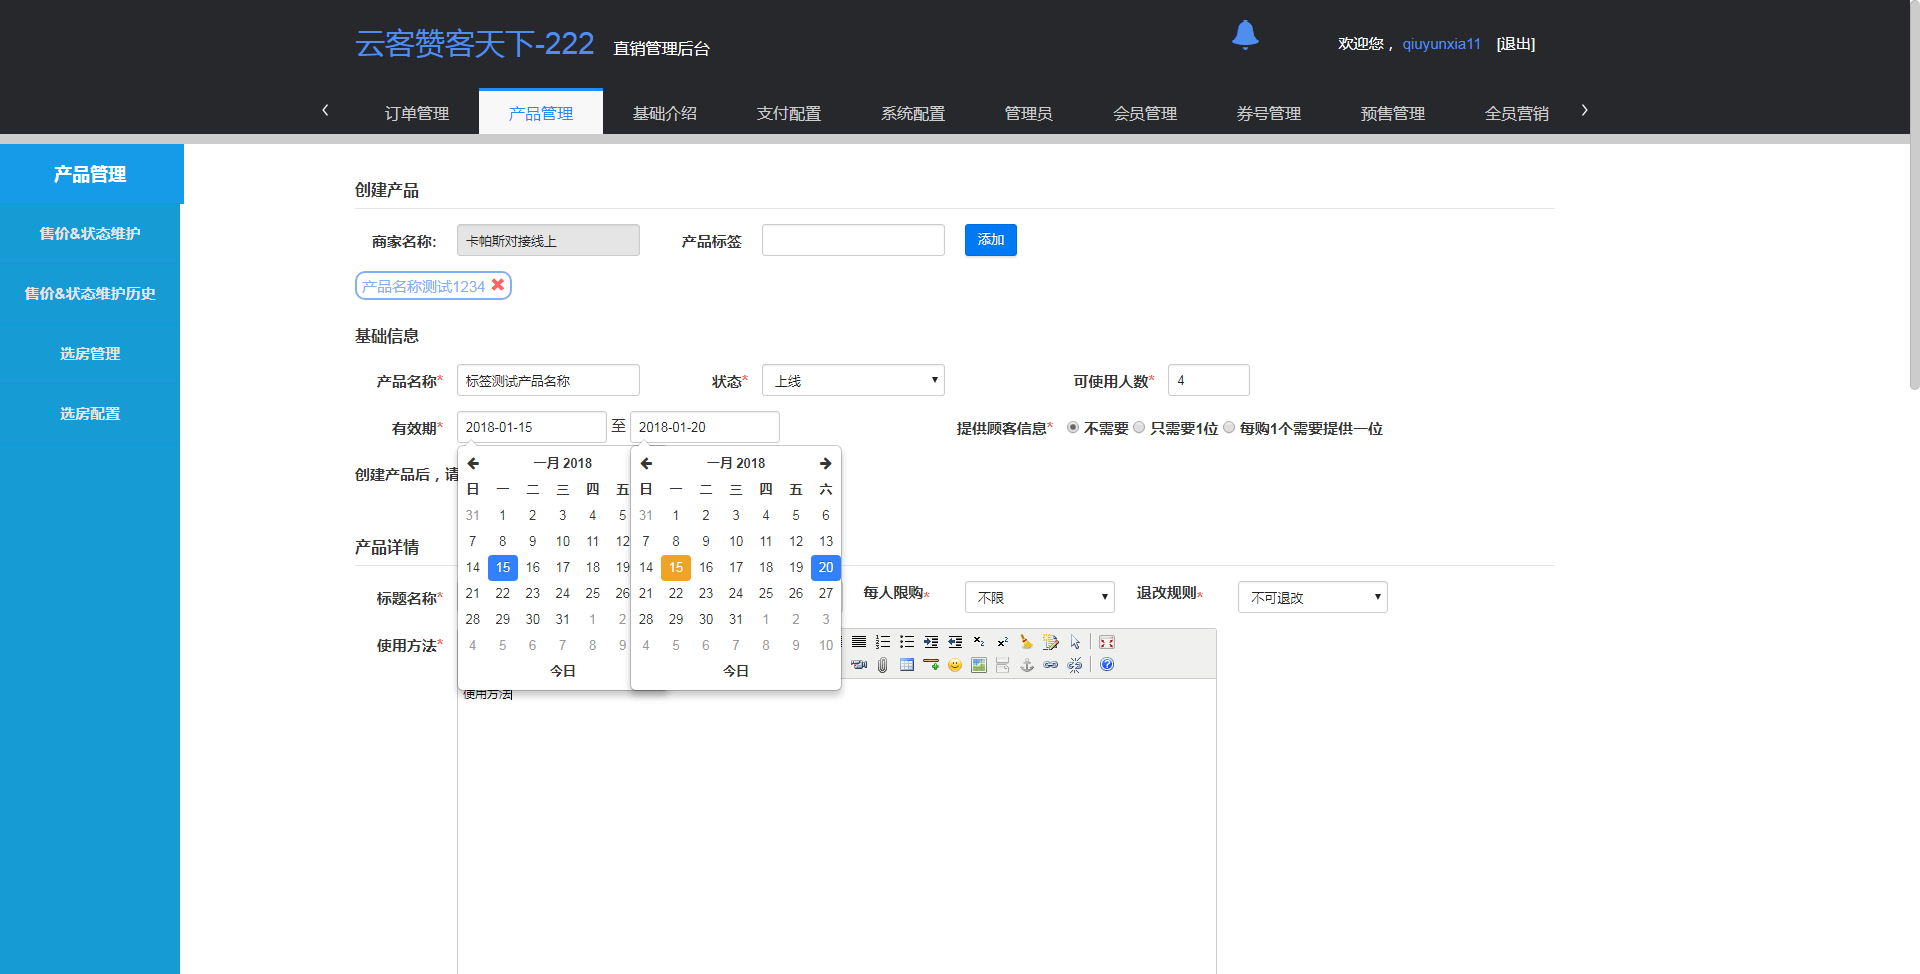 云客赞客天下-222 直销管理后台 欢迎您， qiuyunxia11 [退出]
订单管理 产品管理 基础介绍 支付配置 系统配置 管理员 会员管理 券号管理 预售管理 全员营销
产品管理
售价&状态维护
售价&状态维护历史
选房管理
选房配置
创建产品
商家名称: 卡帕斯对接线上 产品标签 添加
产品名称测试1234
基础信息
产品名称* 标签测试产品名称 状态* 上线 可使用人数* 4
有效期* 2018-01-15 至 2018-01-20 提供顾客信息* 不需要 只需要1位 每购1个需要提供一位
创建产品后，请
一月 2018
日 一 二 三 四 五
31 1 2 3 4 5
7 8 9 10 11 12
14 15 16 17 18 19
21 22 23 24 25 26
28 29 30 31 1 2
4 5 6 7 8 9
今日
一月 2018
日 一 二 三 四 五 六
31 1 2 3 4 5 6
7 8 9 10 11 12 13
14 15 16 17 18 19 20
21 22 23 24 25 26 27
28 29 30 31 1 2 3
4 5 6 7 8 9 10
今日
产品详情
标题名称* 每人限购* 不限 退改规则* 不可退改
使用方法*
使用方法